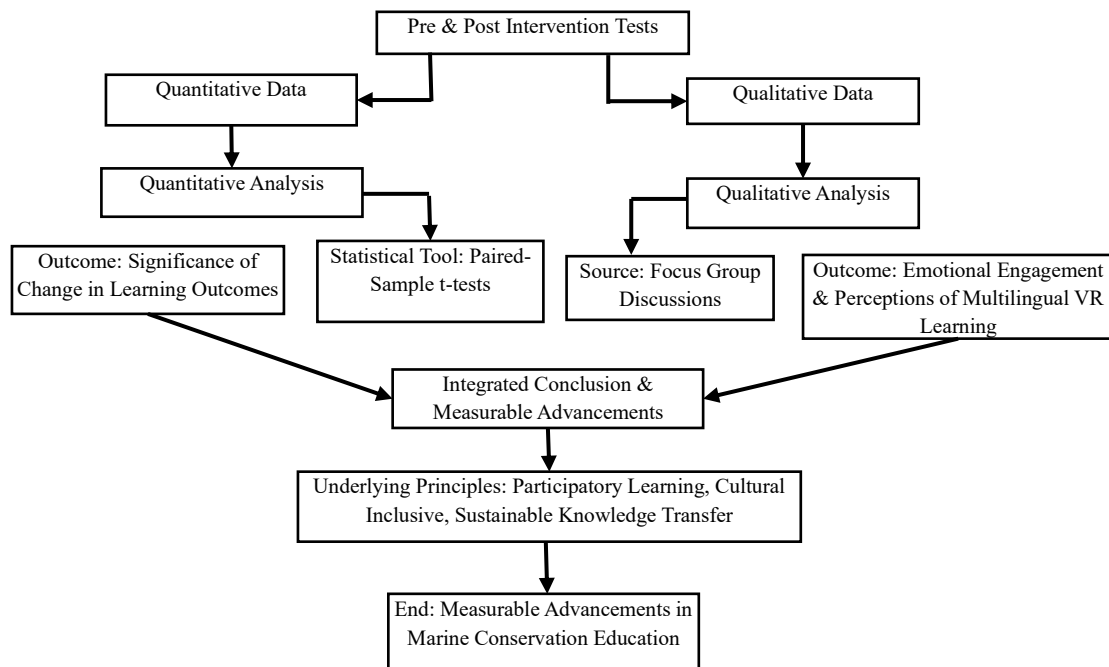 Pre & Post Intervention Tests
Quantitative Data
Qualitative Data
Quantitative Analysis
Qualitative Analysis
Outcome: Significance of
Change in Learning Outcomes
Statistical Tool: Paired-
Sample t-tests
Source: Focus Group
Discussions
Outcome: Emotional Engagement
& Perceptions of Multilingual VR
Learning
Integrated Conclusion &
Measurable Advancements
Underlying Principles: Participatory Learning, Cultural
Inclusive, Sustainable Knowledge Transfer
End: Measurable Advancements in
Marine Conservation Education